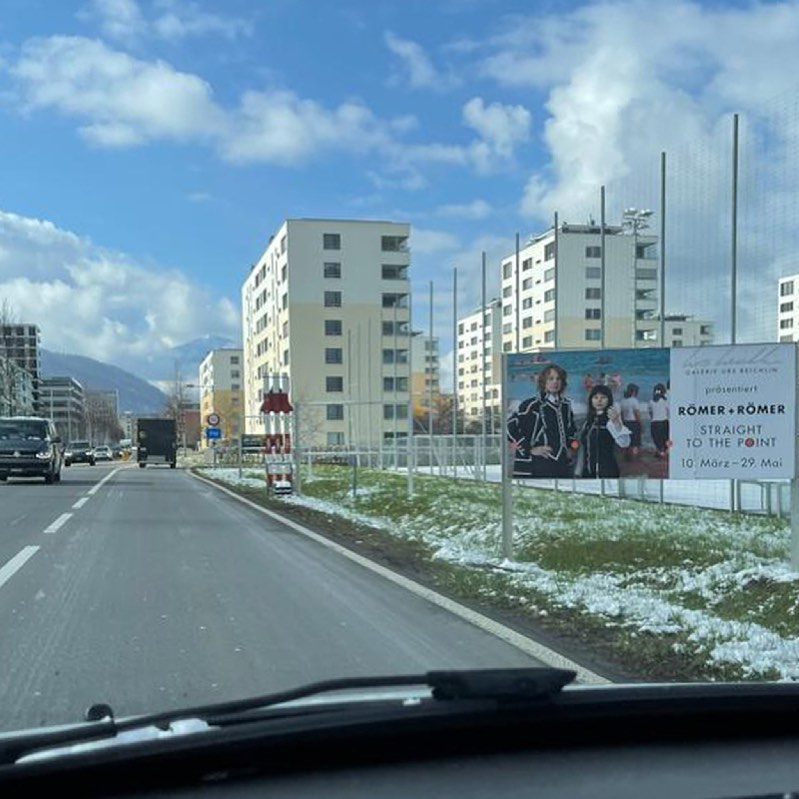 GALERIE URS REICHLIN
präsentiert
RÖMER + RÖMER
STRAIGHT
TO THE POINT
10. März – 29. Mai